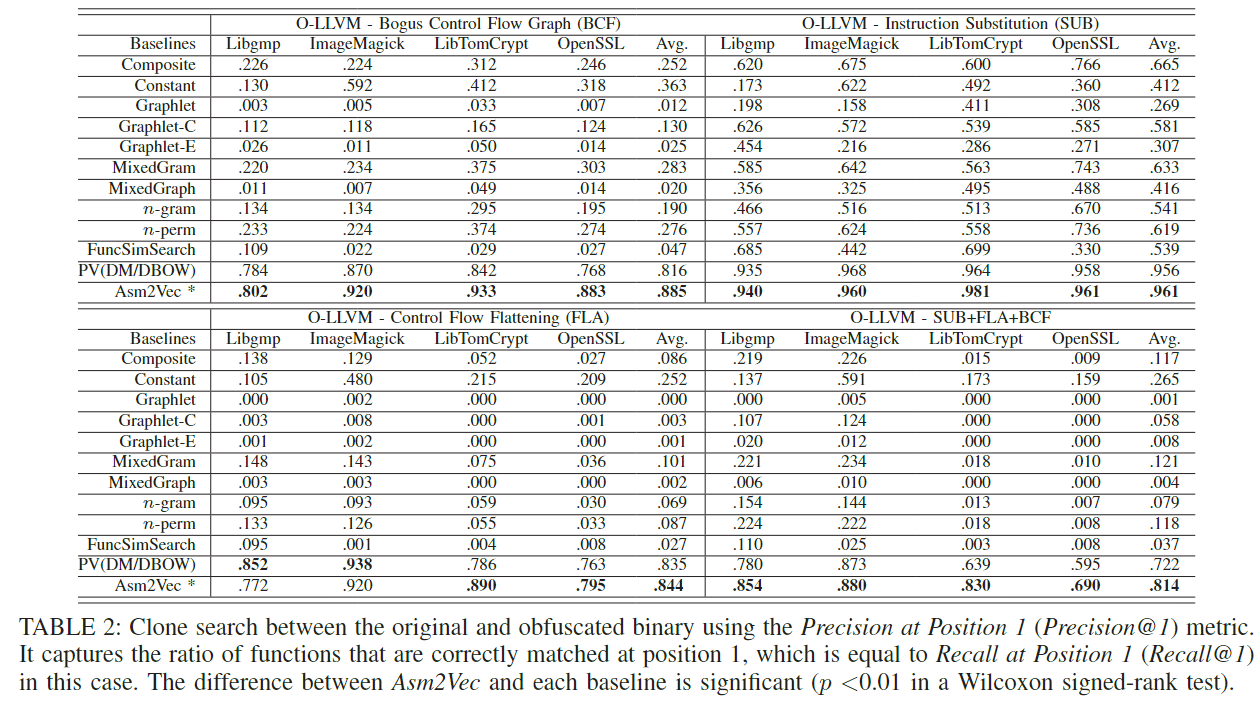 O-LLVM - Bogus Control Flow Graph (BCF) O-LLVM - Instruction Substitution (SUB)
Baselines Libgmp ImageMagick LibTomCrypt OpenSSL Avg. Libgmp ImageMagick LibTomCrypt OpenSSL Avg.
Composite .226 .224 .312 .246 .252 .620 .675 .600 .766 .665
Constant .130 .592 .412 .318 .363 .173 .622 .492 .360 .412
Graphlet .003 .005 .033 .007 .012 .198 .158 .411 .308 .269
Graphlet-C .112 .118 .165 .124 .130 .626 .572 .539 .585 .581
Graphlet-E .026 .011 .050 .014 .025 .454 .216 .286 .271 .307
MixedGram .220 .234 .375 .303 .283 .585 .642 .563 .743 .633
MixedGraph .011 .007 .049 .014 .020 .356 .325 .495 .488 .416
n-gram .134 .134 .295 .195 .190 .466 .516 .513 .670 .541
n-perm .233 .224 .374 .274 .276 .557 .624 .558 .736 .619
FuncSimSearch .109 .022 .029 .027 .047 .685 .442 .699 .330 .539
PV(DM/DBOW) .784 .870 .842 .768 .816 .935 .968 .964 .958 .956
Asm2Vec * .802 .920 .933 .883 .885 .940 .960 .981 .961 .961
O-LLVM - Control Flow Flattening (FLA) O-LLVM - SUB+FLA+BCF
Baselines Libgmp ImageMagick LibTomCrypt OpenSSL Avg. Libgmp ImageMagick LibTomCrypt OpenSSL Avg.
Composite .138 .129 .052 .027 .086 .219 .226 .015 .009 .117
Constant .105 .480 .215 .209 .252 .137 .591 .173 .159 .265
Graphlet .000 .002 .000 .000 .000 .000 .005 .000 .000 .001
Graphlet-C .003 .008 .000 .001 .003 .107 .124 .000 .000 .058
Graphlet-E .001 .002 .000 .000 .001 .020 .012 .000 .000 .008
MixedGram .148 .143 .075 .036 .101 .221 .234 .018 .010 .121
MixedGraph .003 .003 .000 .000 .002 .006 .010 .000 .000 .004
n-gram .095 .093 .059 .030 .069 .154 .144 .013 .007 .079
n-perm .133 .126 .055 .033 .087 .224 .222 .018 .008 .118
FuncSimSearch .095 .001 .004 .008 .027 .110 .025 .003 .008 .037
PV(DM/DBOW) .852 .938 .786 .763 .835 .780 .873 .639 .595 .722
Asm2Vec * .772 .920 .890 .795 .844 .854 .880 .830 .690 .814
TABLE 2: Clone search between the original and obfuscated binary using the Precision at Position 1 (Precision@1) metric.
It captures the ratio of functions that are correctly matched at position 1, which is equal to Recall at Position 1 (Recall@1)
in this case. The difference between Asm2Vec and each baseline is significant (p <0.01 in a Wilcoxon signed-rank test).